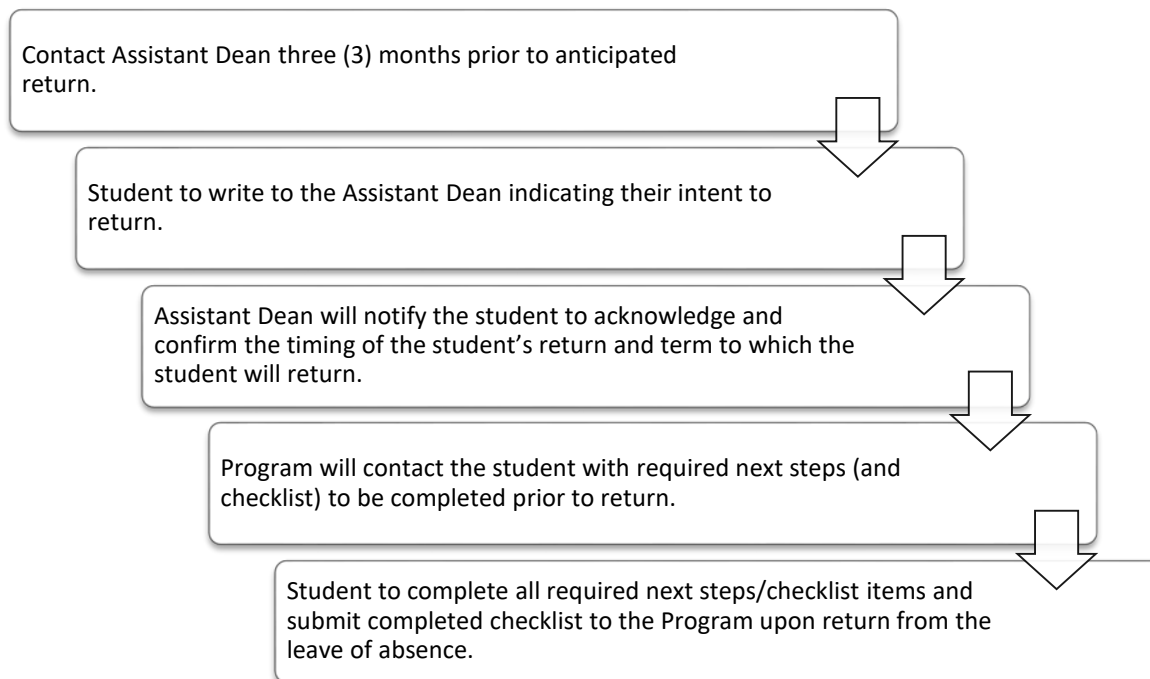 Contact Assistant Dean three (3) months prior to anticipated
return.
Student to write to the Assistant Dean indicating their intent to
return.
Assistant Dean will notify the student to acknowledge and
confirm the timing of the student’s return and term to which the
student will return.
Program will contact the student with required next steps (and
checklist) to be completed prior to return.
Student to complete all required next steps/checklist items and
submit completed checklist to the Program upon return from the
leave of absence.